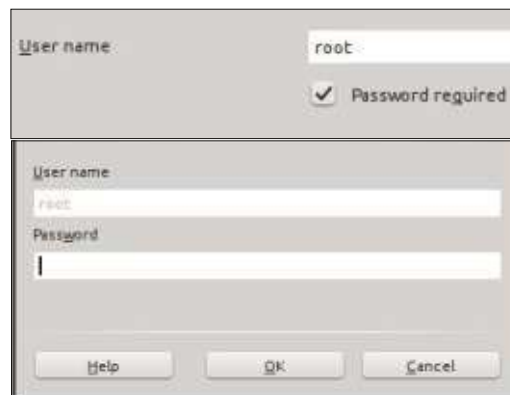 User name root
Password required
User name
root
Password
Help OK Cancel